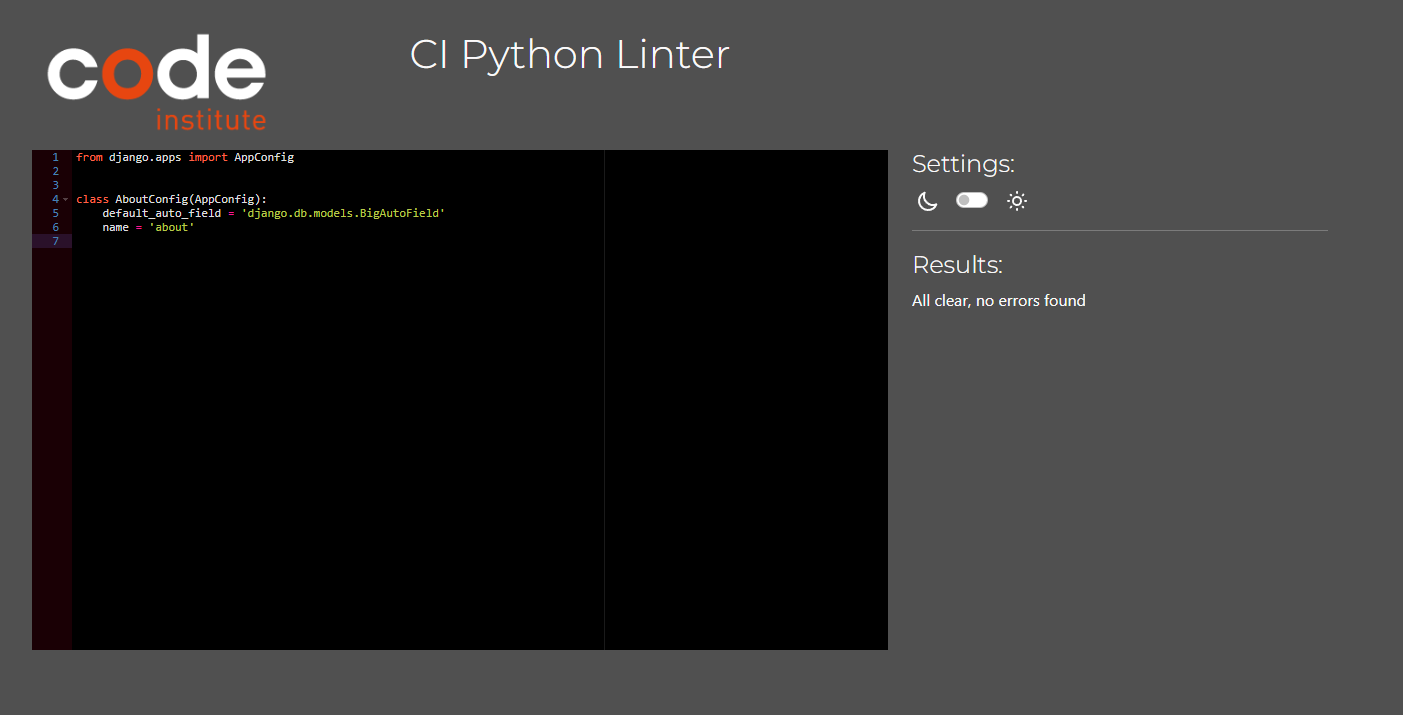 code
institute
CI Python Linter
1 from django.apps import AppConfig
2
3
4 class AboutConfig(AppConfig):
5     default_auto_field = 'django.db.models.BigAutoField'
6     name = 'about'
7
Settings:
Results:
All clear, no errors found